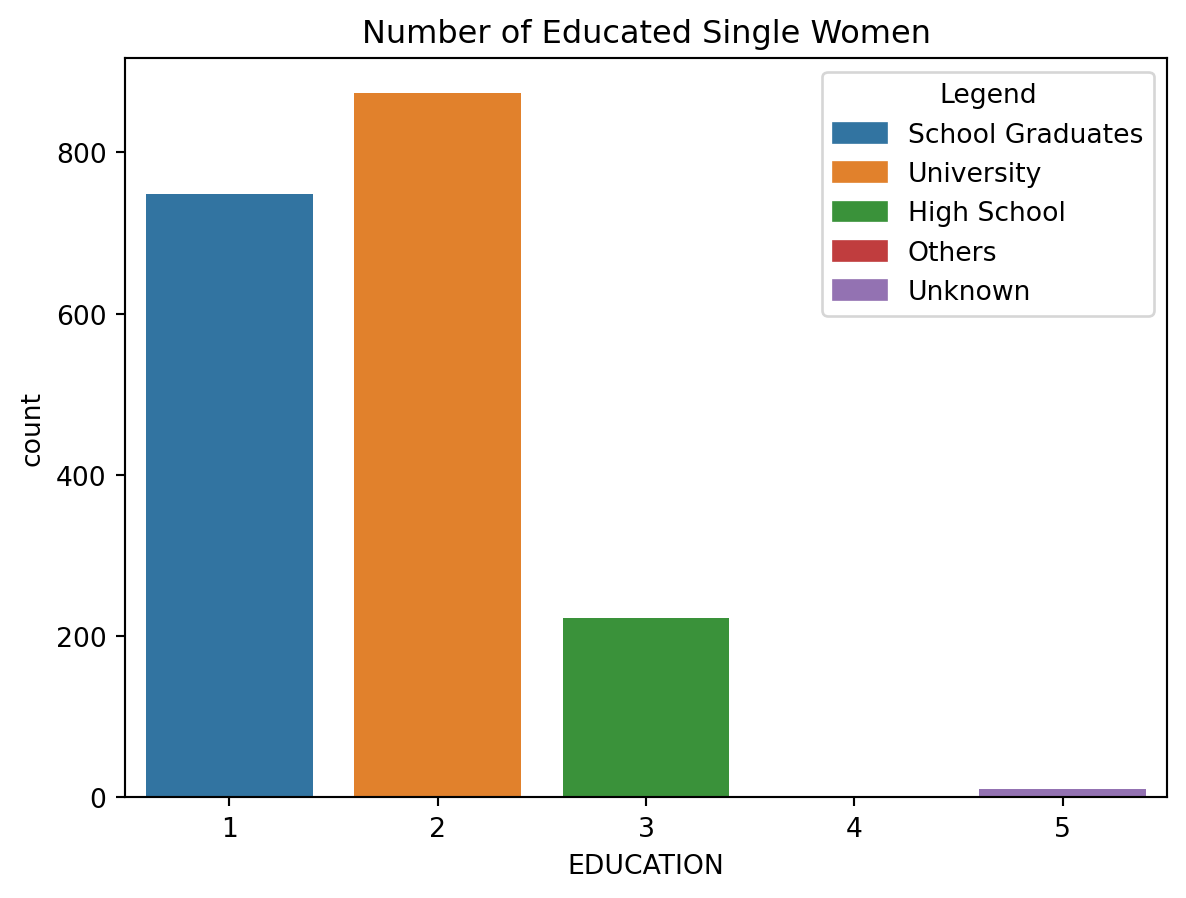 Number of Educated Single Women
Legend
School Graduates
University
High School
Others
Unknown
800
600
400
200
0
count
1 2 3 4 5
EDUCATION